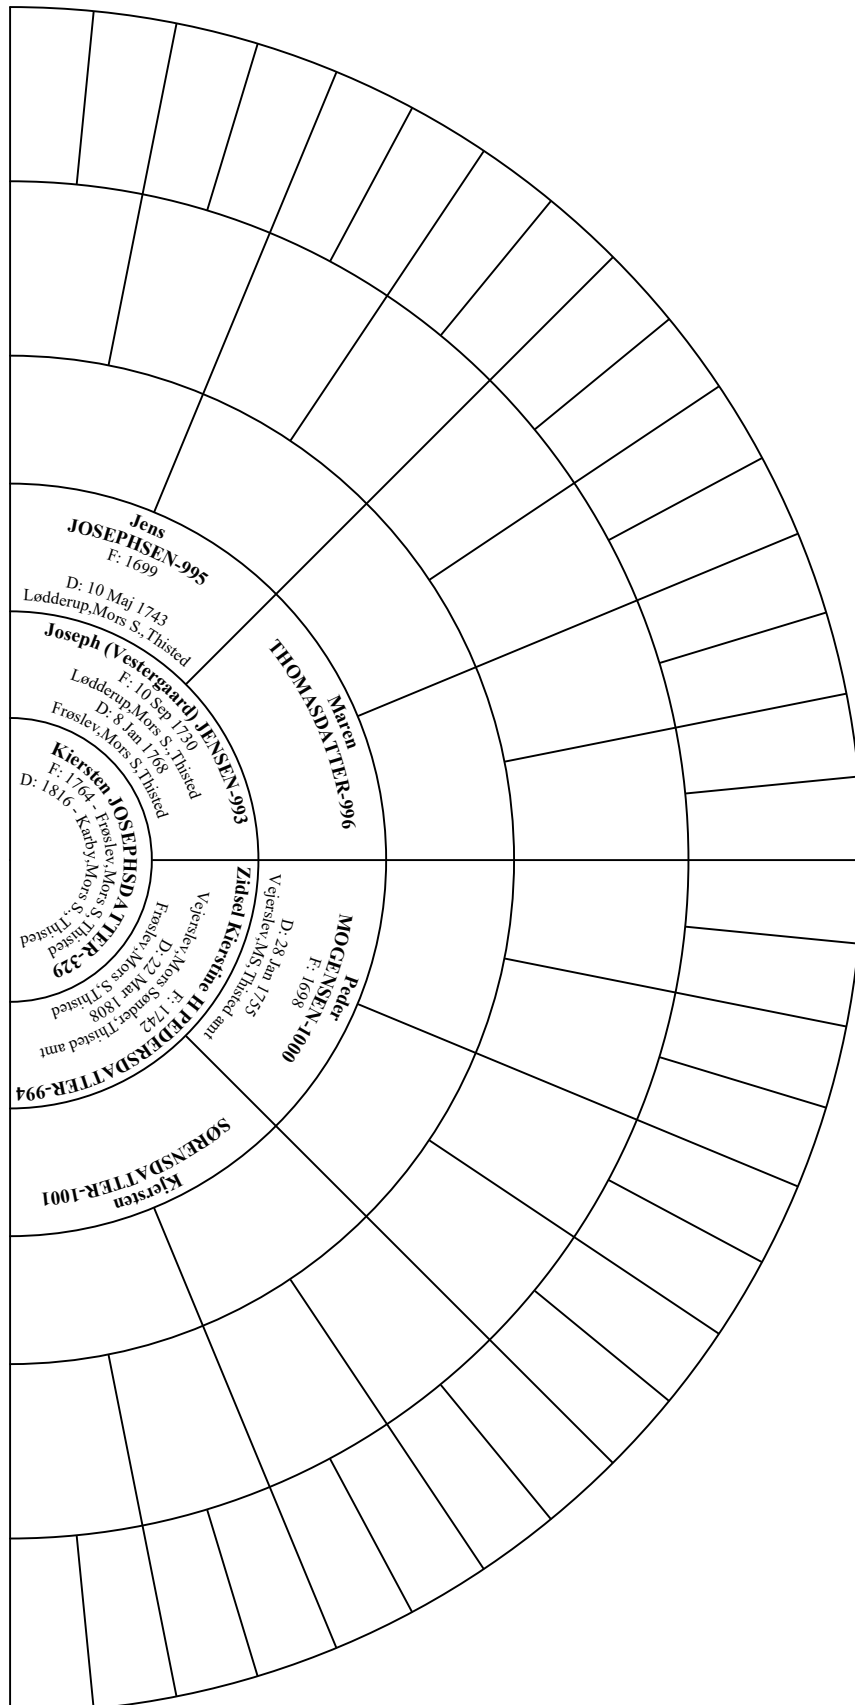 Jens
JOSEPHSEN-995
F: 1699
D: 10 Maj 1743
Lødderup,Mors S.,Thisted
Joseph (Vestergaard) JENSEN-993
F: 10 Sep 1730
Lødderup,Mors S.,Thisted
D: 8 Jan 1768
Frøslev,Mors S,Thisted
Kiersten JOSEPHSDATTER-329
F: 1764 - Frøslev,Mors S,Thisted
D: 1816 - Karby,Mors S.,Thisted
Maren
THOMASDATTER-996
Zidsel Kierstine H PEDERSDATTER-994
F: 1742
Vejerslev,Mors Sønder,Thisted amt
D: 22 Mar 1808
Frøslev,Mors S,Thisted
Peder
MOGENSEN-1000
F: 1698
D: 28 Jan 1755
Vejerslev,MS,Thisted amt
Kjersten
SØRENSDATTER-1001